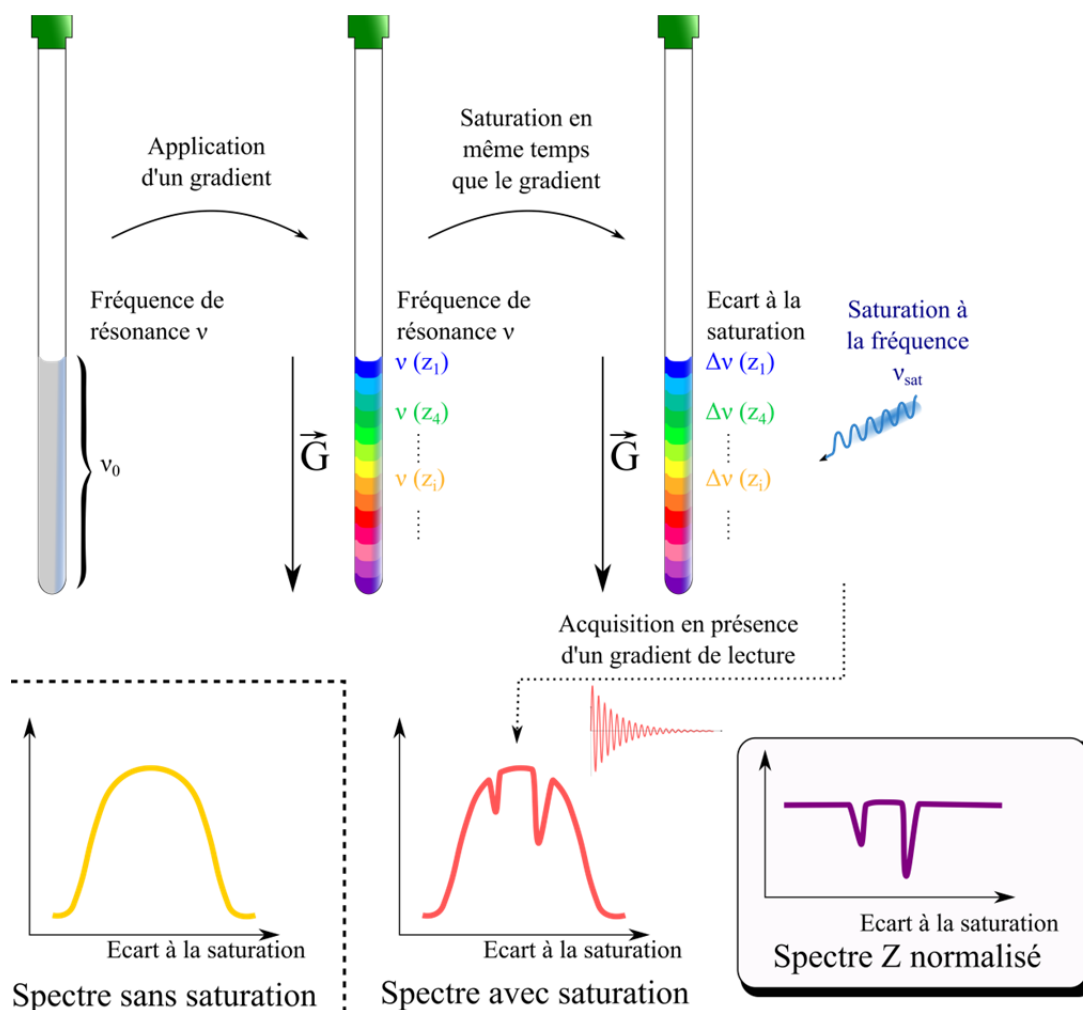 Application
d'un gradient
Saturation en
même temps
que le gradient
Fréquence de
résonance ν
Fréquence de
résonance ν
Ecart à la
saturation
Saturation à
la fréquence
ν_sat
ν₀
G⃗
ν (z₁)
ν (z₄)
ν (zᵢ)
G⃗
Δν (z₁)
Δν (z₄)
Δν (zᵢ)
Acquisition en présence
d'un gradient de lecture
Ecart à la saturation
Spectre sans saturation
Ecart à la saturation
Spectre avec saturation
Ecart à la saturation
Spectre Z normalisé